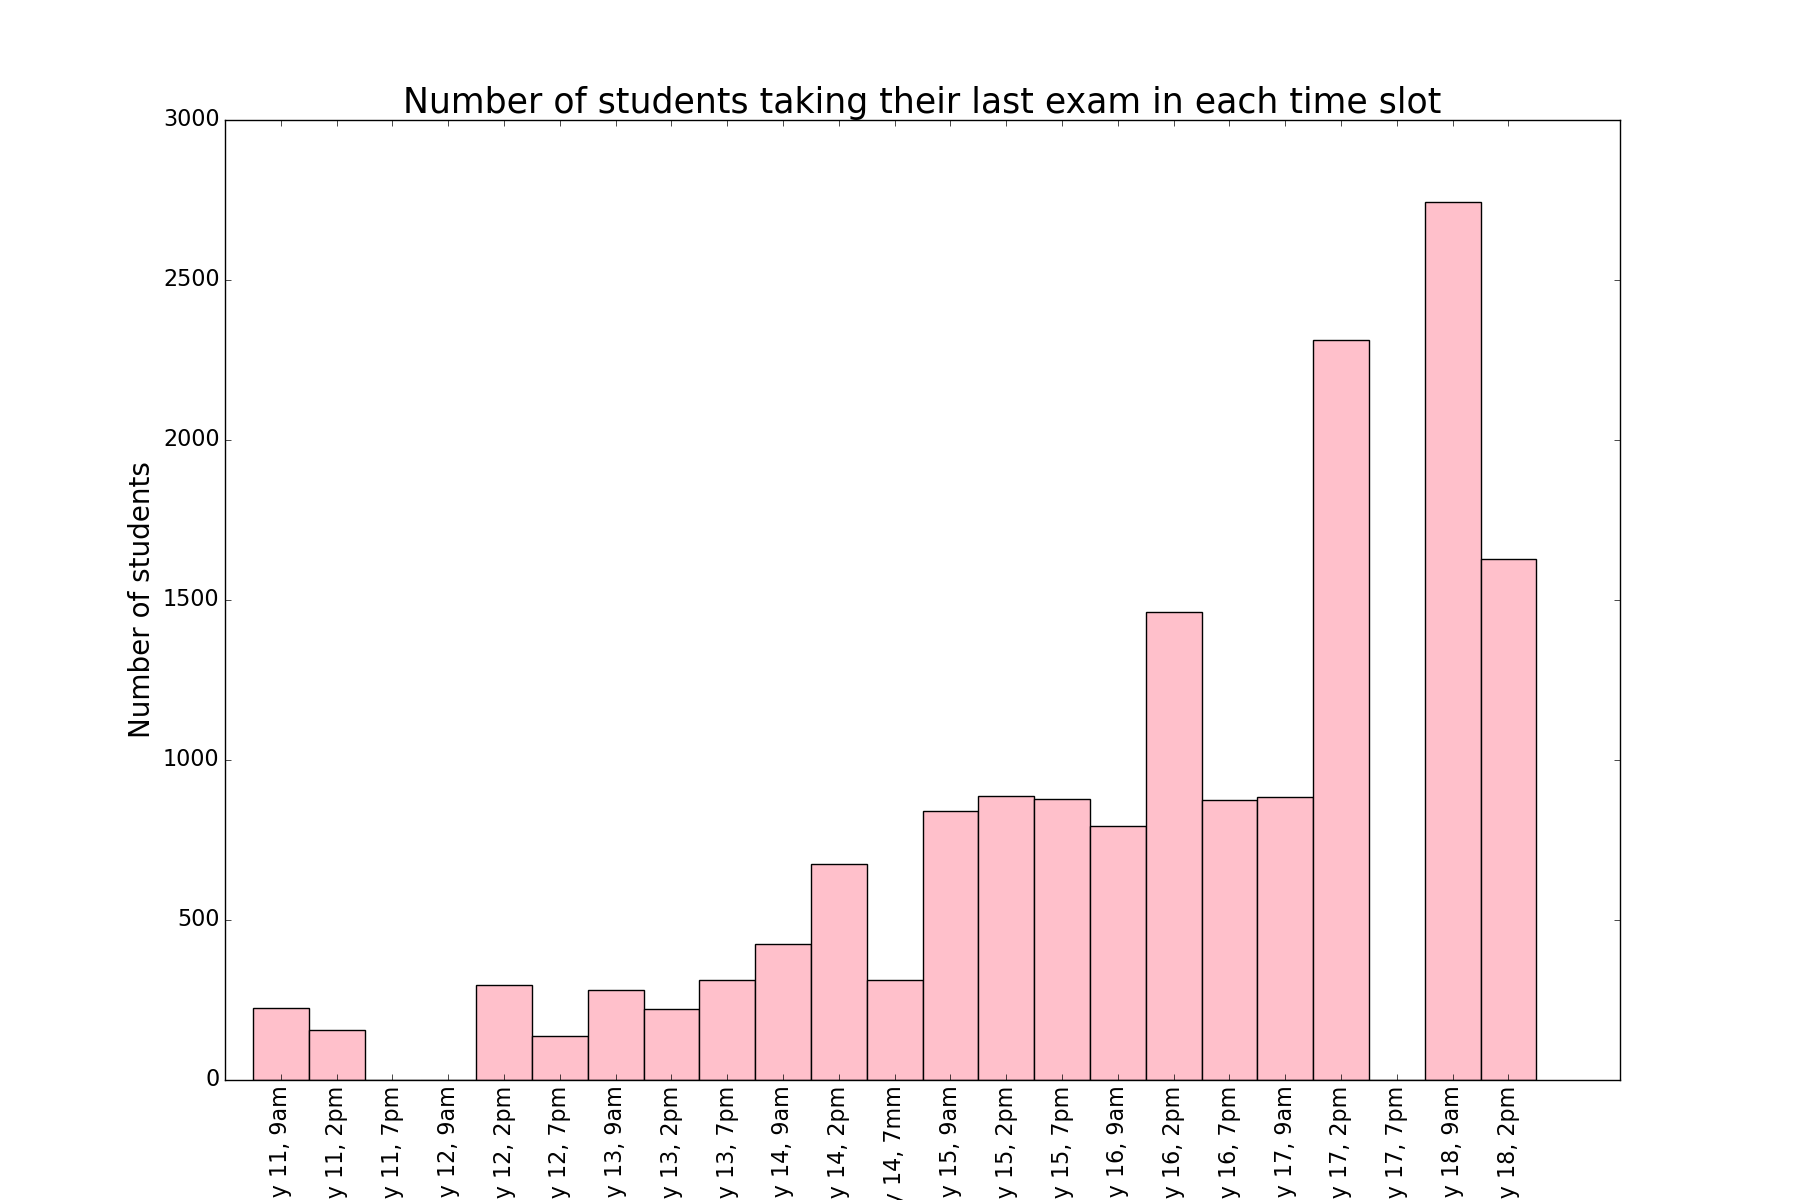 Number of students taking their last exam in each time slot
3000
2500
2000
1500
1000
500
0
Number of students
y 11, 9am
y 11, 2pm
y 11, 7pm
y 12, 9am
y 12, 2pm
y 12, 7pm
y 13, 9am
y 13, 2pm
y 13, 7pm
y 14, 9am
y 14, 2pm
y 14, 7mm
y 15, 9am
y 15, 2pm
y 15, 7pm
y 16, 9am
y 16, 2pm
y 16, 7pm
y 17, 9am
y 17, 2pm
y 17, 7pm
y 18, 9am
y 18, 2pm